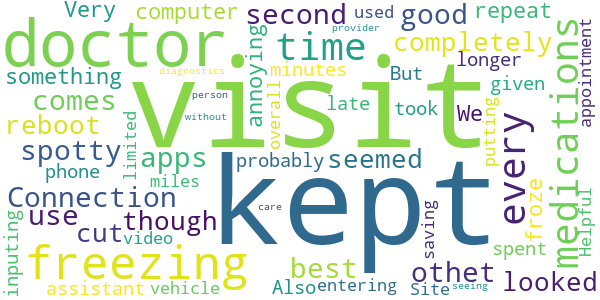 Very computer second good used repeat
provider
doctor time completely
something annoying diagnostics minutes But longer
comes visit late took We given appointment
reboot overall person without putting
spotty limited apps probably seemed every medications
phone miles kept froze
Connection care
use though saving Helpful
inputing cut video spent
freezing best othet looked
assistant vehicle Also entering Site seeing